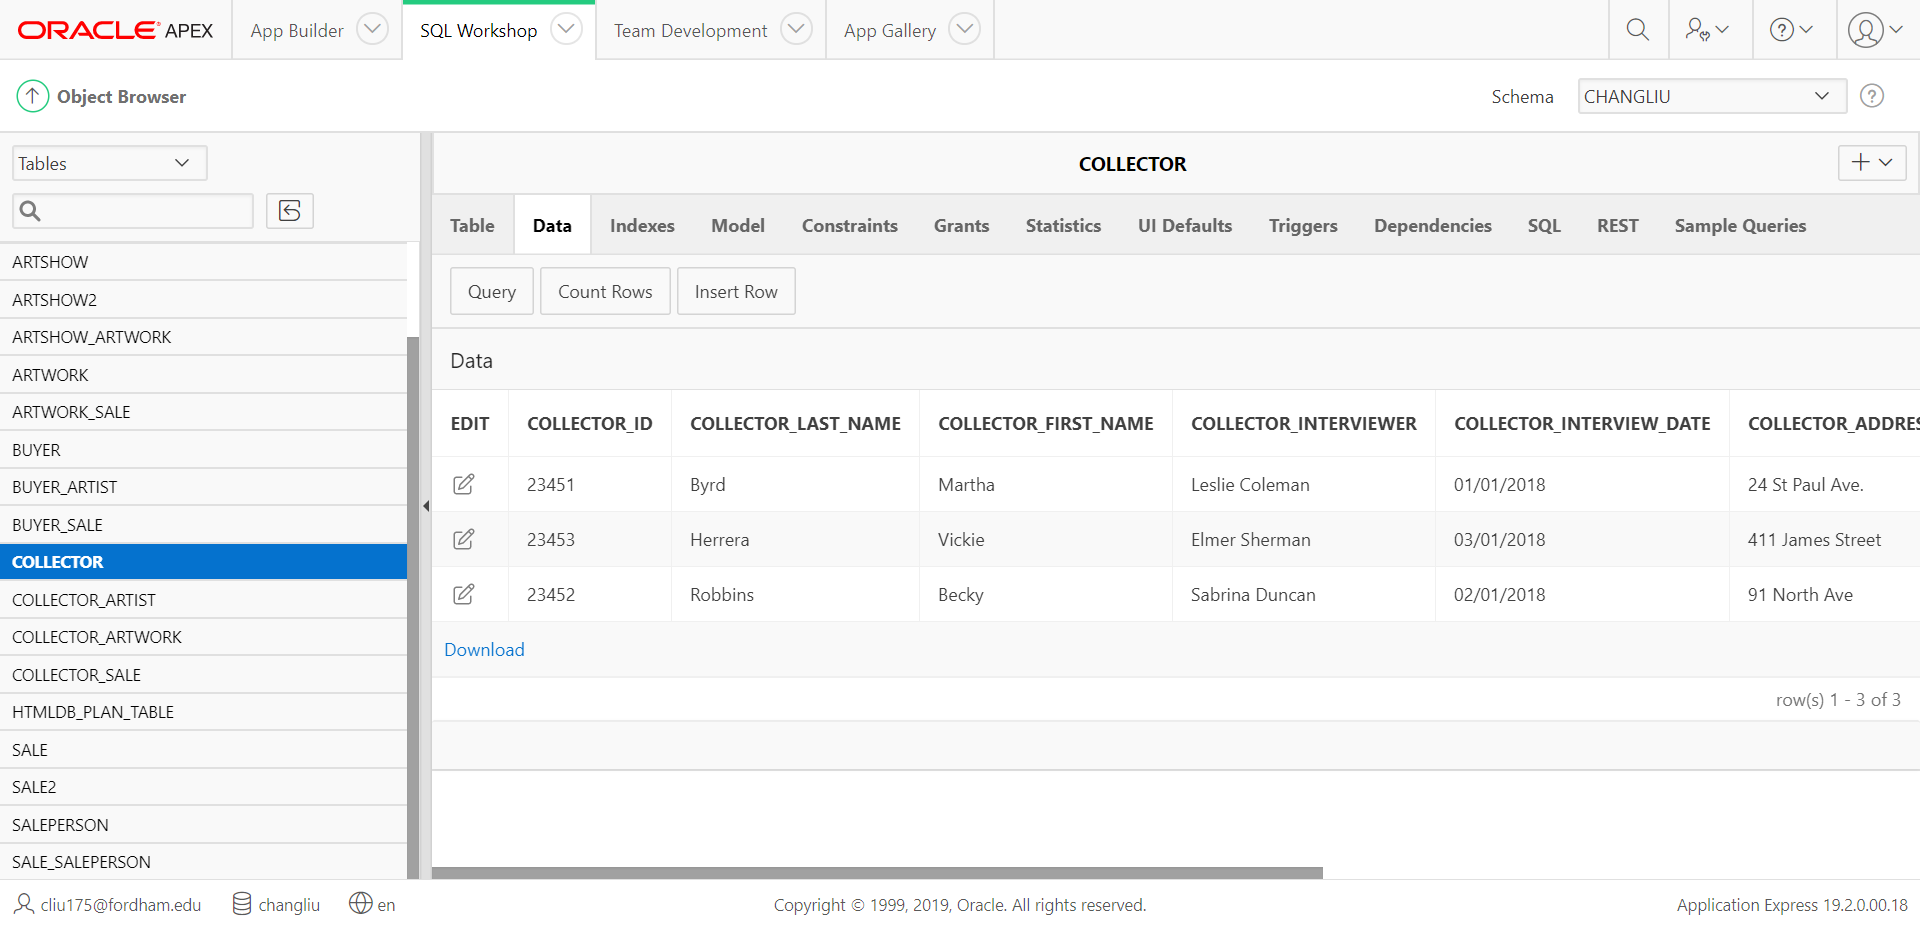 ORACLE® APEX App Builder SQL Workshop Team Development App Gallery
Object Browser Schema CHANGLIU
Tables
COLLECTOR
Table Data Indexes Model Constraints Grants Statistics UI Defaults Triggers Dependencies SQL REST Sample Queries
Query Count Rows Insert Row
Data
EDIT COLLECTOR_ID COLLECTOR_LAST_NAME COLLECTOR_FIRST_NAME COLLECTOR_INTERVIEWER COLLECTOR_INTERVIEW_DATE COLLECTOR_ADDRES
23451 Byrd Martha Leslie Coleman 01/01/2018 24 St Paul Ave.
23453 Herrera Vickie Elmer Sherman 03/01/2018 411 James Street
23452 Robbins Becky Sabrina Duncan 02/01/2018 91 North Ave
Download
row(s) 1 - 3 of 3
ARTSHOW
ARTSHOW2
ARTSHOW_ARTWORK
ARTWORK
ARTWORK_SALE
BUYER
BUYER_ARTIST
BUYER_SALE
COLLECTOR
COLLECTOR_ARTIST
COLLECTOR_ARTWORK
COLLECTOR_SALE
HTMLDB_PLAN_TABLE
SALE
SALE2
SALEPERSON
SALE_SALEPERSON
cliu175@fordham.edu changliu en Copyright © 1999, 2019, Oracle. All rights reserved. Application Express 19.2.0.00.18